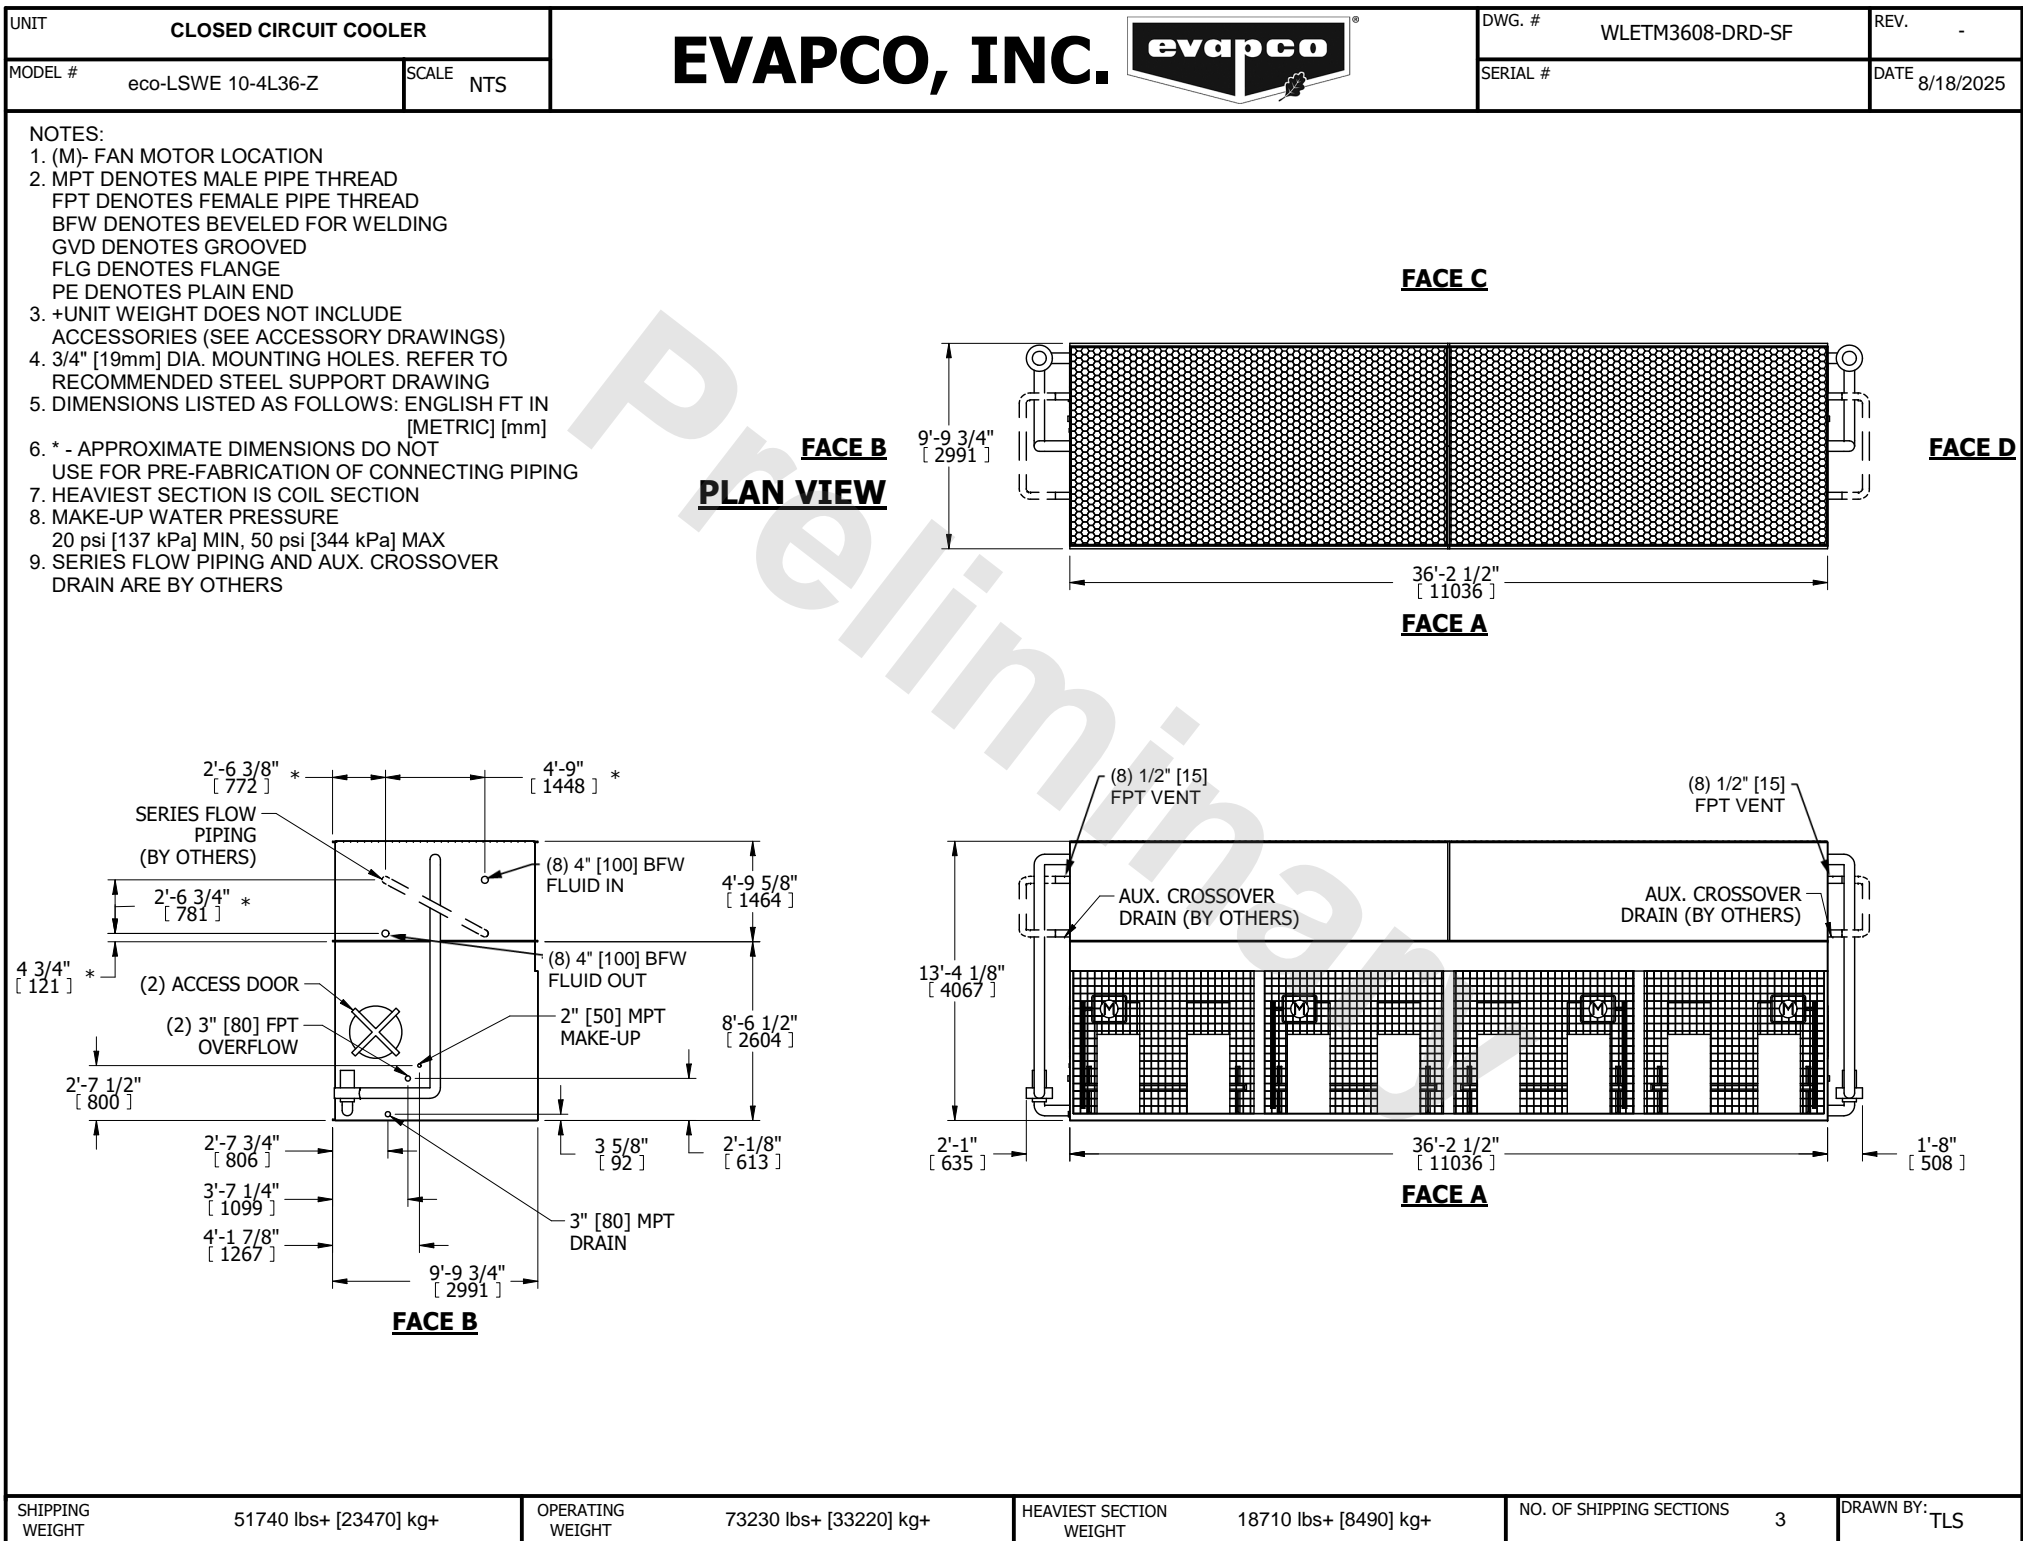 UNIT
CLOSED CIRCUIT COOLER
MODEL #
eco-LSWE 10-4L36-Z
SCALE
NTS
EVAPCO, INC.
evapco
®
DWG. #
WLETM3608-DRD-SF
REV.
-
SERIAL #
DATE
8/18/2025
NOTES:
1. (M)- FAN MOTOR LOCATION
2. MPT DENOTES MALE PIPE THREAD
FPT DENOTES FEMALE PIPE THREAD
BFW DENOTES BEVELED FOR WELDING
GVD DENOTES GROOVED
FLG DENOTES FLANGE
PE DENOTES PLAIN END
3. +UNIT WEIGHT DOES NOT INCLUDE
ACCESSORIES (SEE ACCESSORY DRAWINGS)
4. 3/4" [19mm] DIA. MOUNTING HOLES. REFER TO
RECOMMENDED STEEL SUPPORT DRAWING
5. DIMENSIONS LISTED AS FOLLOWS: ENGLISH FT IN
[METRIC] [mm]
6. * - APPROXIMATE DIMENSIONS DO NOT
USE FOR PRE-FABRICATION OF CONNECTING PIPING
7. HEAVIEST SECTION IS COIL SECTION
8. MAKE-UP WATER PRESSURE
20 psi [137 kPa] MIN, 50 psi [344 kPa] MAX
9. SERIES FLOW PIPING AND AUX. CROSSOVER
DRAIN ARE BY OTHERS
Preliminary
FACE C
FACE B
PLAN VIEW
9'-9 3/4"
[ 2991 ]
FACE D
36'-2 1/2"
[ 11036 ]
FACE A
2'-6 3/8" *
[ 772 ]
4'-9" *
[ 1448 ]
SERIES FLOW
PIPING
(BY OTHERS)
(8) 4" [100] BFW
FLUID IN
2'-6 3/4" *
[ 781 ]
4'-9 5/8"
[ 1464 ]
4 3/4" *
[ 121 ]
(8) 4" [100] BFW
FLUID OUT
(2) ACCESS DOOR
(2) 3" [80] FPT
OVERFLOW
2" [50] MPT
MAKE-UP
8'-6 1/2"
[ 2604 ]
2'-7 1/2"
[ 800 ]
2'-7 3/4"
[ 806 ]
3 5/8"
[ 92 ]
2'-1/8"
[ 613 ]
3'-7 1/4"
[ 1099 ]
4'-1 7/8"
[ 1267 ]
3" [80] MPT
DRAIN
9'-9 3/4"
[ 2991 ]
FACE B
(8) 1/2" [15]
FPT VENT
(8) 1/2" [15]
FPT VENT
AUX. CROSSOVER
DRAIN (BY OTHERS)
AUX. CROSSOVER
DRAIN (BY OTHERS)
13'-4 1/8"
[ 4067 ]
M M M M
2'-1"
[ 635 ]
36'-2 1/2"
[ 11036 ]
1'-8"
[ 508 ]
FACE A
SHIPPING
WEIGHT
51740 lbs+ [23470] kg+
OPERATING
WEIGHT
73230 lbs+ [33220] kg+
HEAVIEST SECTION
WEIGHT
18710 lbs+ [8490] kg+
NO. OF SHIPPING SECTIONS
3
DRAWN BY:
TLS